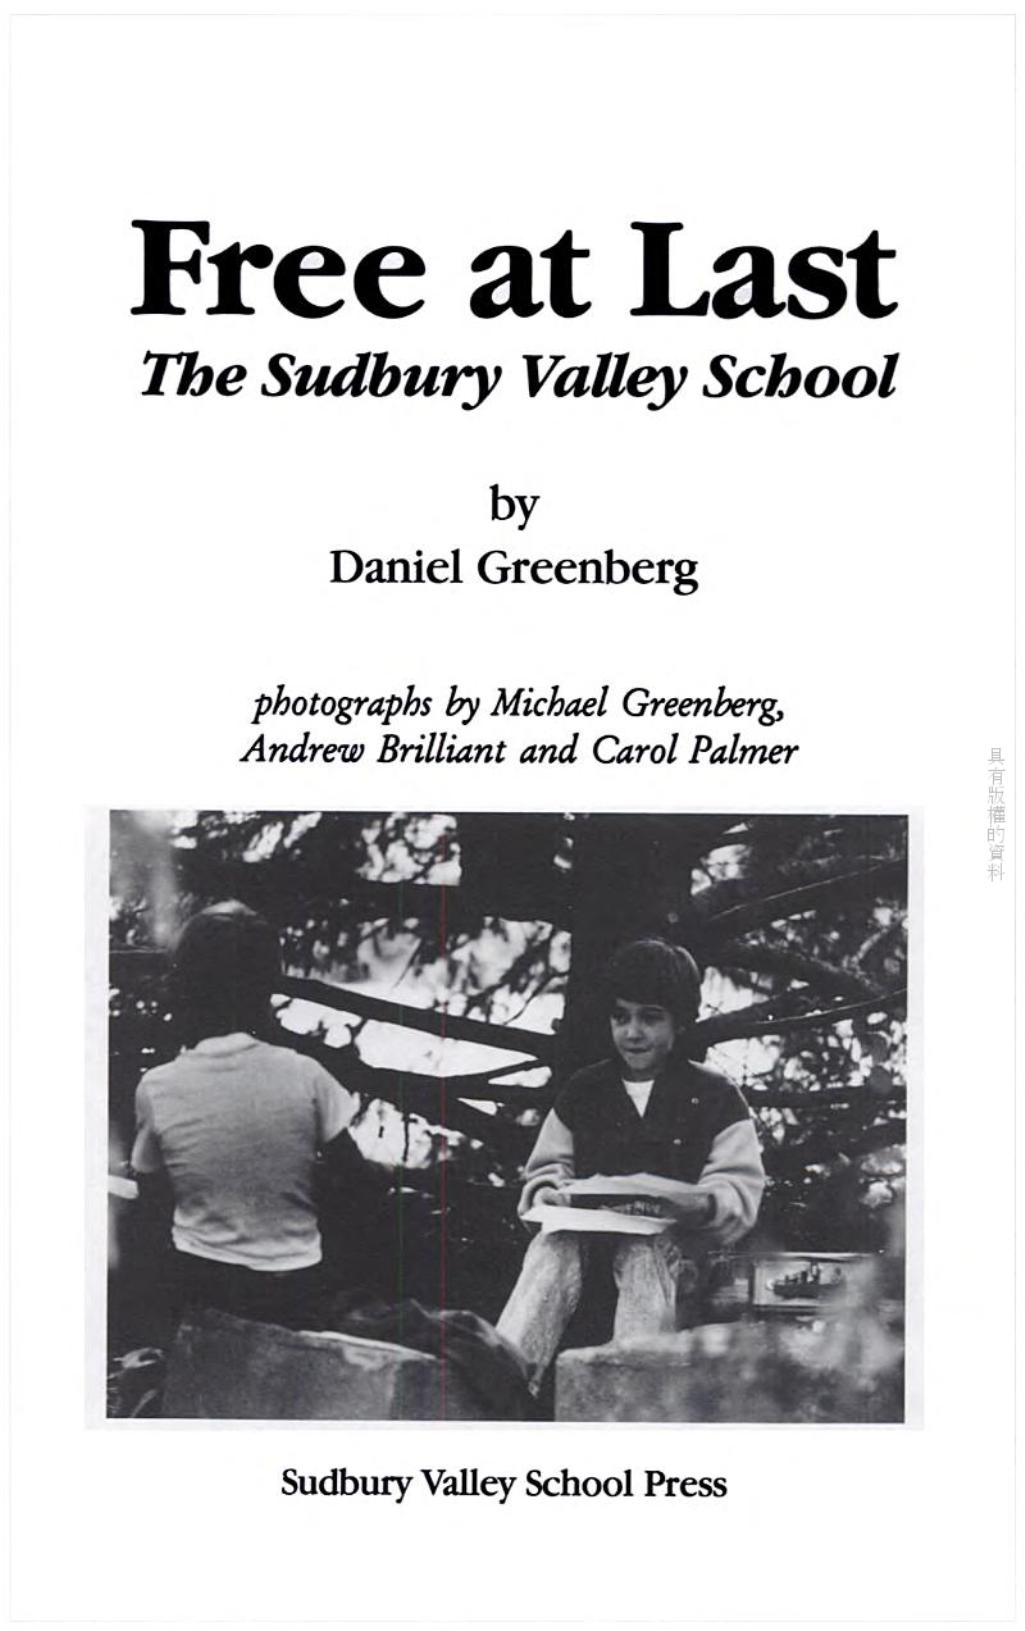 Free at Last
The Sudbury Valley School
by
Daniel Greenberg
photographs by Michael Greenberg,
Andrew Brilliant and Carol Palmer
具有版權的資料
Sudbury Valley School Press